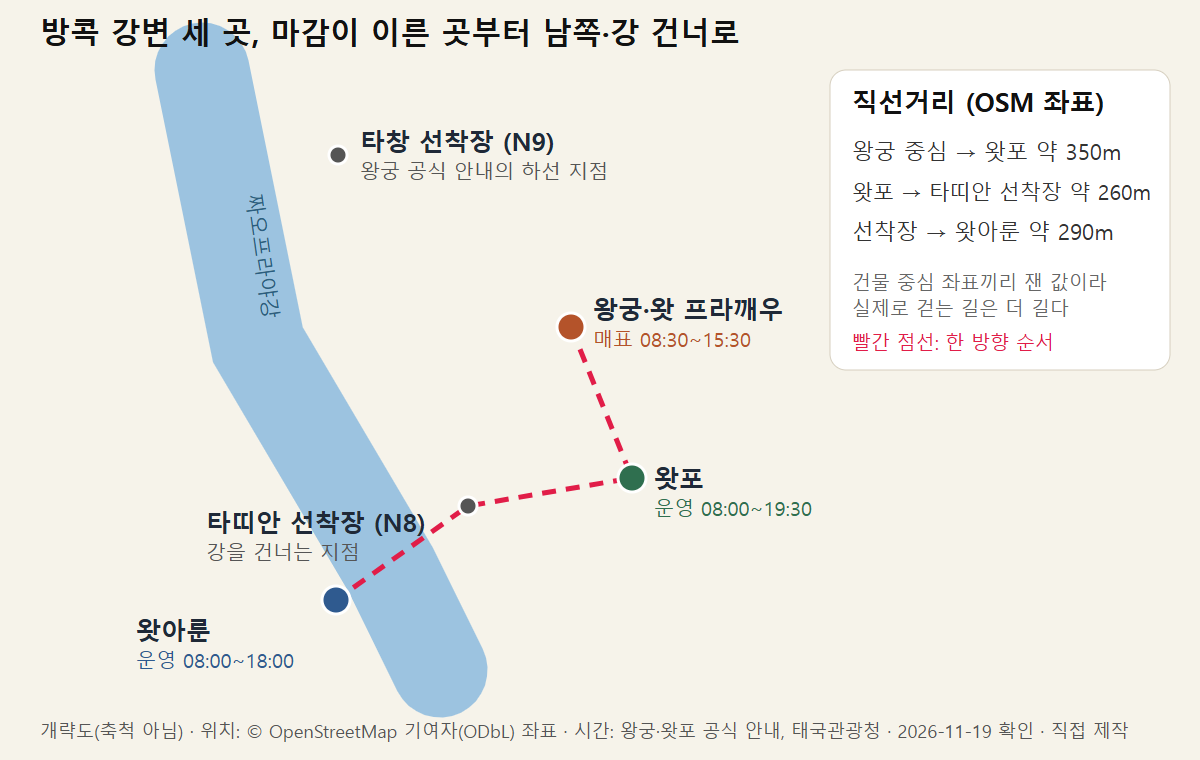 방콕 강변 세 곳, 마감이 이른 곳부터 남쪽·강 건너로
직선거리 (OSM 좌표)
왕궁 중심 → 왓포 약 350m
왓포 → 타띠안 선착장 약 260m
선착장 → 왓아룬 약 290m
건물 중심 좌표끼리 잰 값이라
실제로 걷는 길은 더 길다
빨간 점선: 한 방향 순서
타창 선착장 (N9)
왕궁 공식 안내의 하선 지점
짜오프라야강
왕궁·왓 프라깨우
매표 08:30~15:30
왓포
운영 08:00~19:30
타띠안 선착장 (N8)
강을 건너는 지점
왓아룬
운영 08:00~18:00
개략도(축척 아님) · 위치: © OpenStreetMap 기여자(ODbL) 좌표 · 시간: 왕궁·왓포 공식 안내, 태국관광청 · 2026-11-19 확인 · 직접 제작